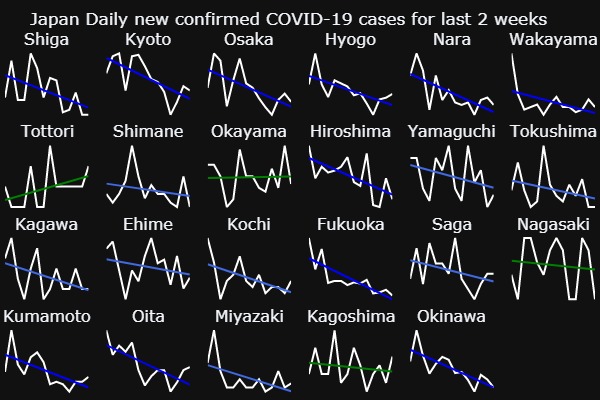 Japan Daily new confirmed COVID-19 cases for last 2 weeks
Shiga Kyoto Osaka Hyogo Nara Wakayama
Tottori Shimane Okayama Hiroshima Yamaguchi Tokushima
Kagawa Ehime Kochi Fukuoka Saga Nagasaki
Kumamoto Oita Miyazaki Kagoshima Okinawa